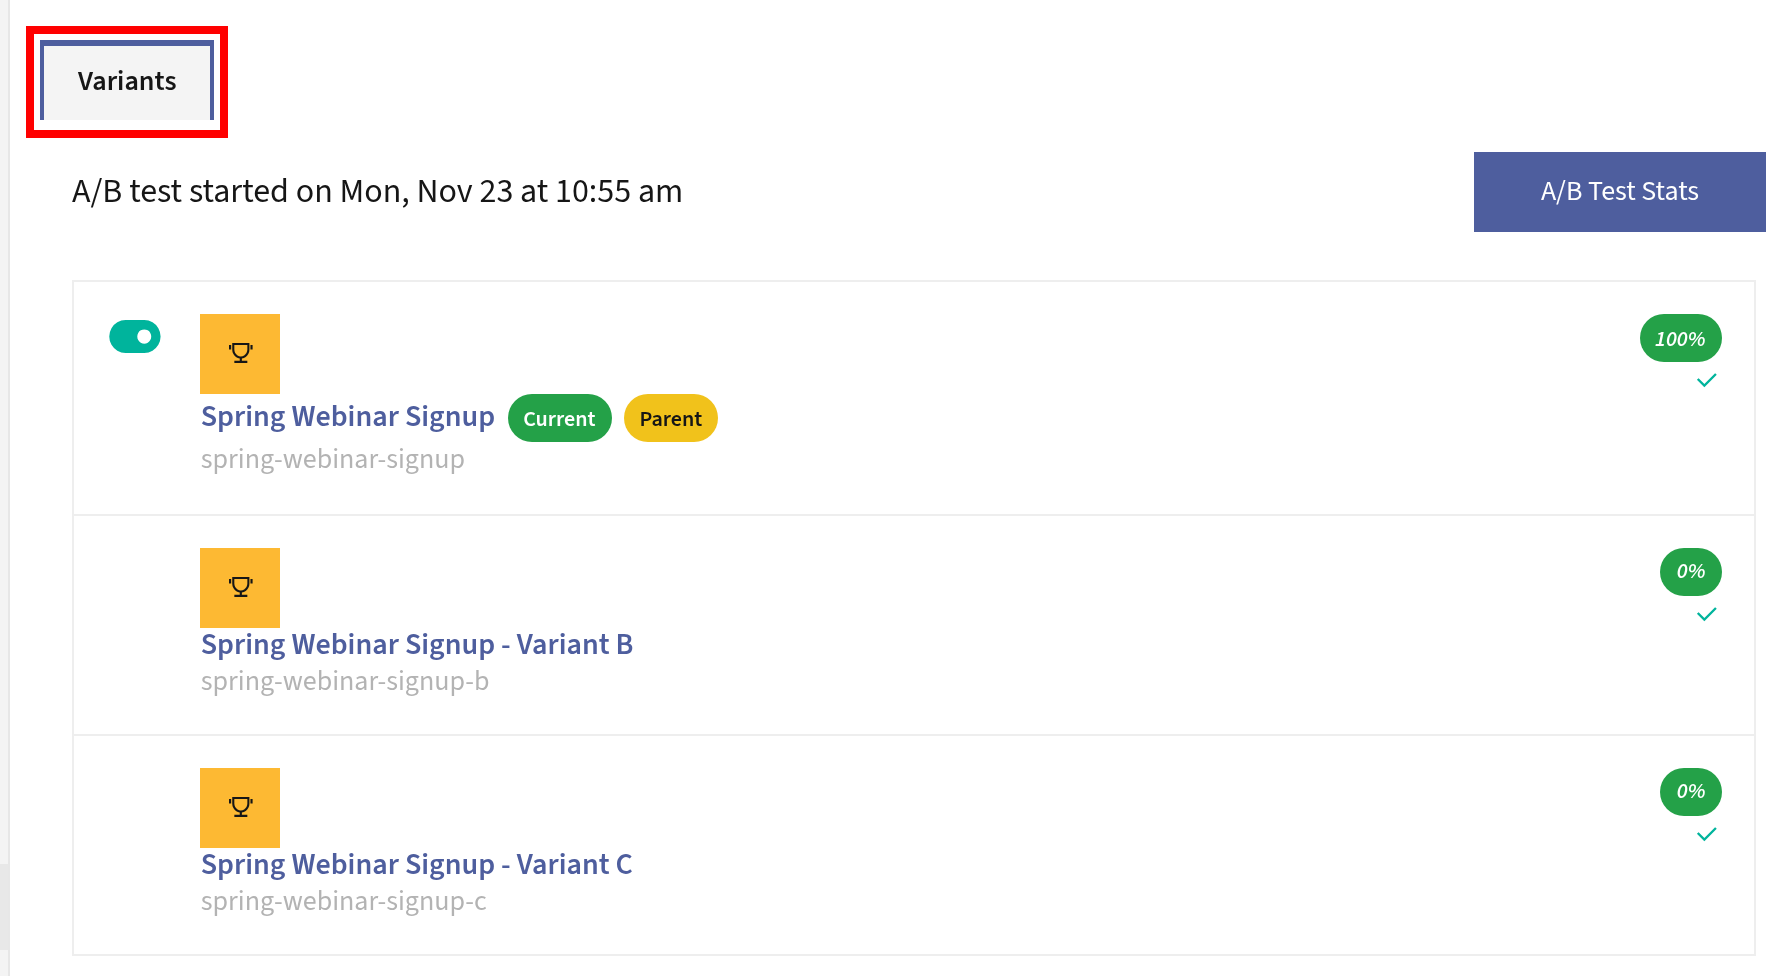 Variants
A/B test started on Mon, Nov 23 at 10:55 am
A/B Test Stats
100%
Spring Webinar Signup Current Parent
spring-webinar-signup
0%
Spring Webinar Signup - Variant B
spring-webinar-signup-b
0%
Spring Webinar Signup - Variant C
spring-webinar-signup-c